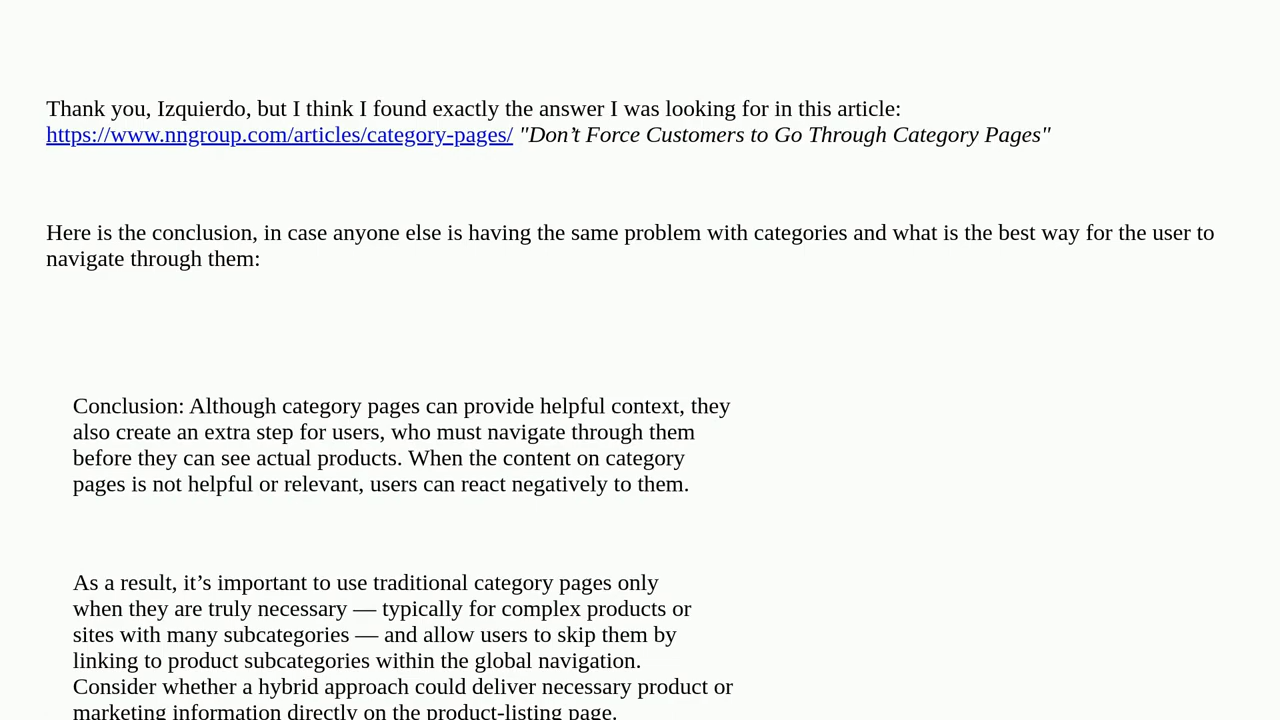 Thank you, Izquierdo, but I think I found exactly the answer I was looking for in this article:
https://www.nngroup.com/articles/category-pages/ "Don’t Force Customers to Go Through Category Pages"
Here is the conclusion, in case anyone else is having the same problem with categories and what is the best way for the user to
navigate through them:
Conclusion: Although category pages can provide helpful context, they
also create an extra step for users, who must navigate through them
before they can see actual products. When the content on category
pages is not helpful or relevant, users can react negatively to them.
As a result, it’s important to use traditional category pages only
when they are truly necessary — typically for complex products or
sites with many subcategories — and allow users to skip them by
linking to product subcategories within the global navigation.
Consider whether a hybrid approach could deliver necessary product or
marketing information directly on the product-listing page.